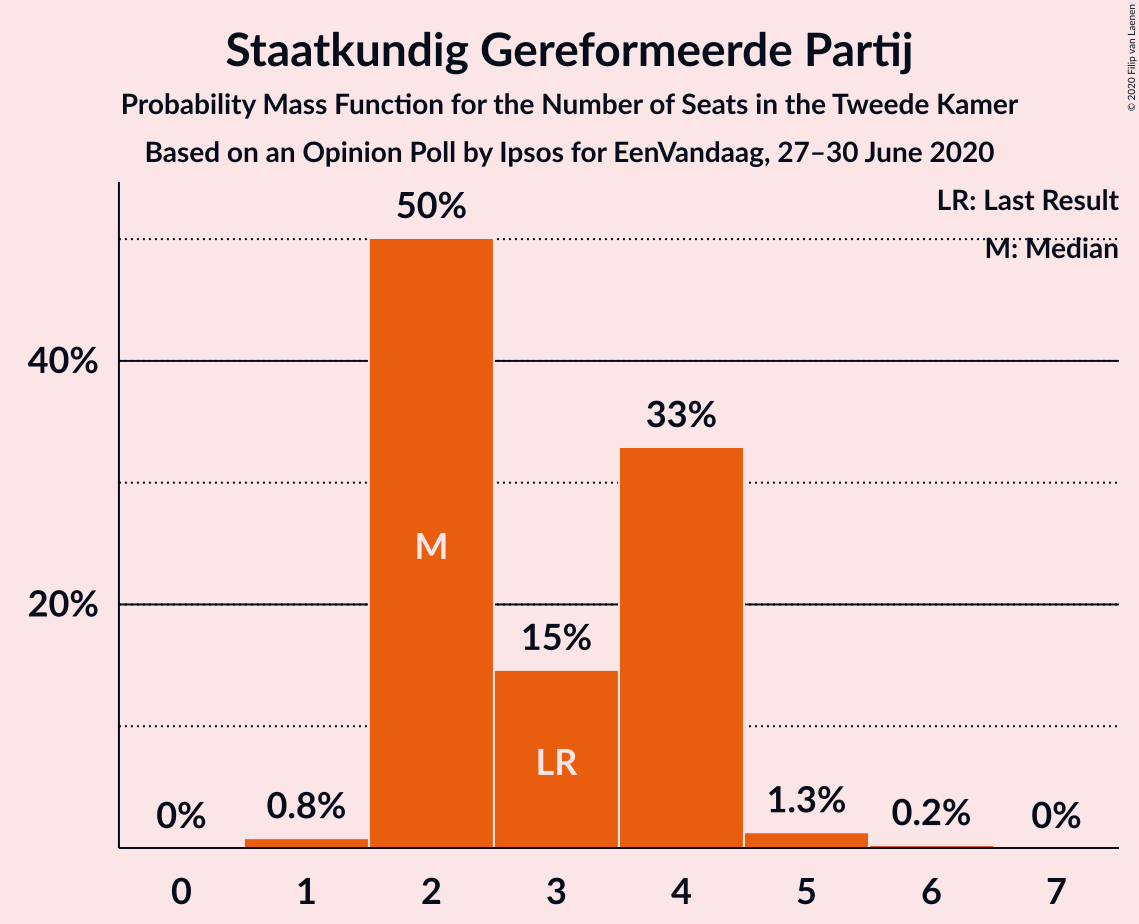 Staatkundig Gereformeerde Partij
Probability Mass Function for the Number of Seats in the Tweede Kamer
Based on an Opinion Poll by Ipsos for EenVandaag, 27–30 June 2020
© 2020 Filip van Laenen
LR: Last Result
M: Median
50%
40%
33%
M
20%
15%
LR
0%
0.8%
1.3%
0.2%
0%
0 1 2 3 4 5 6 7